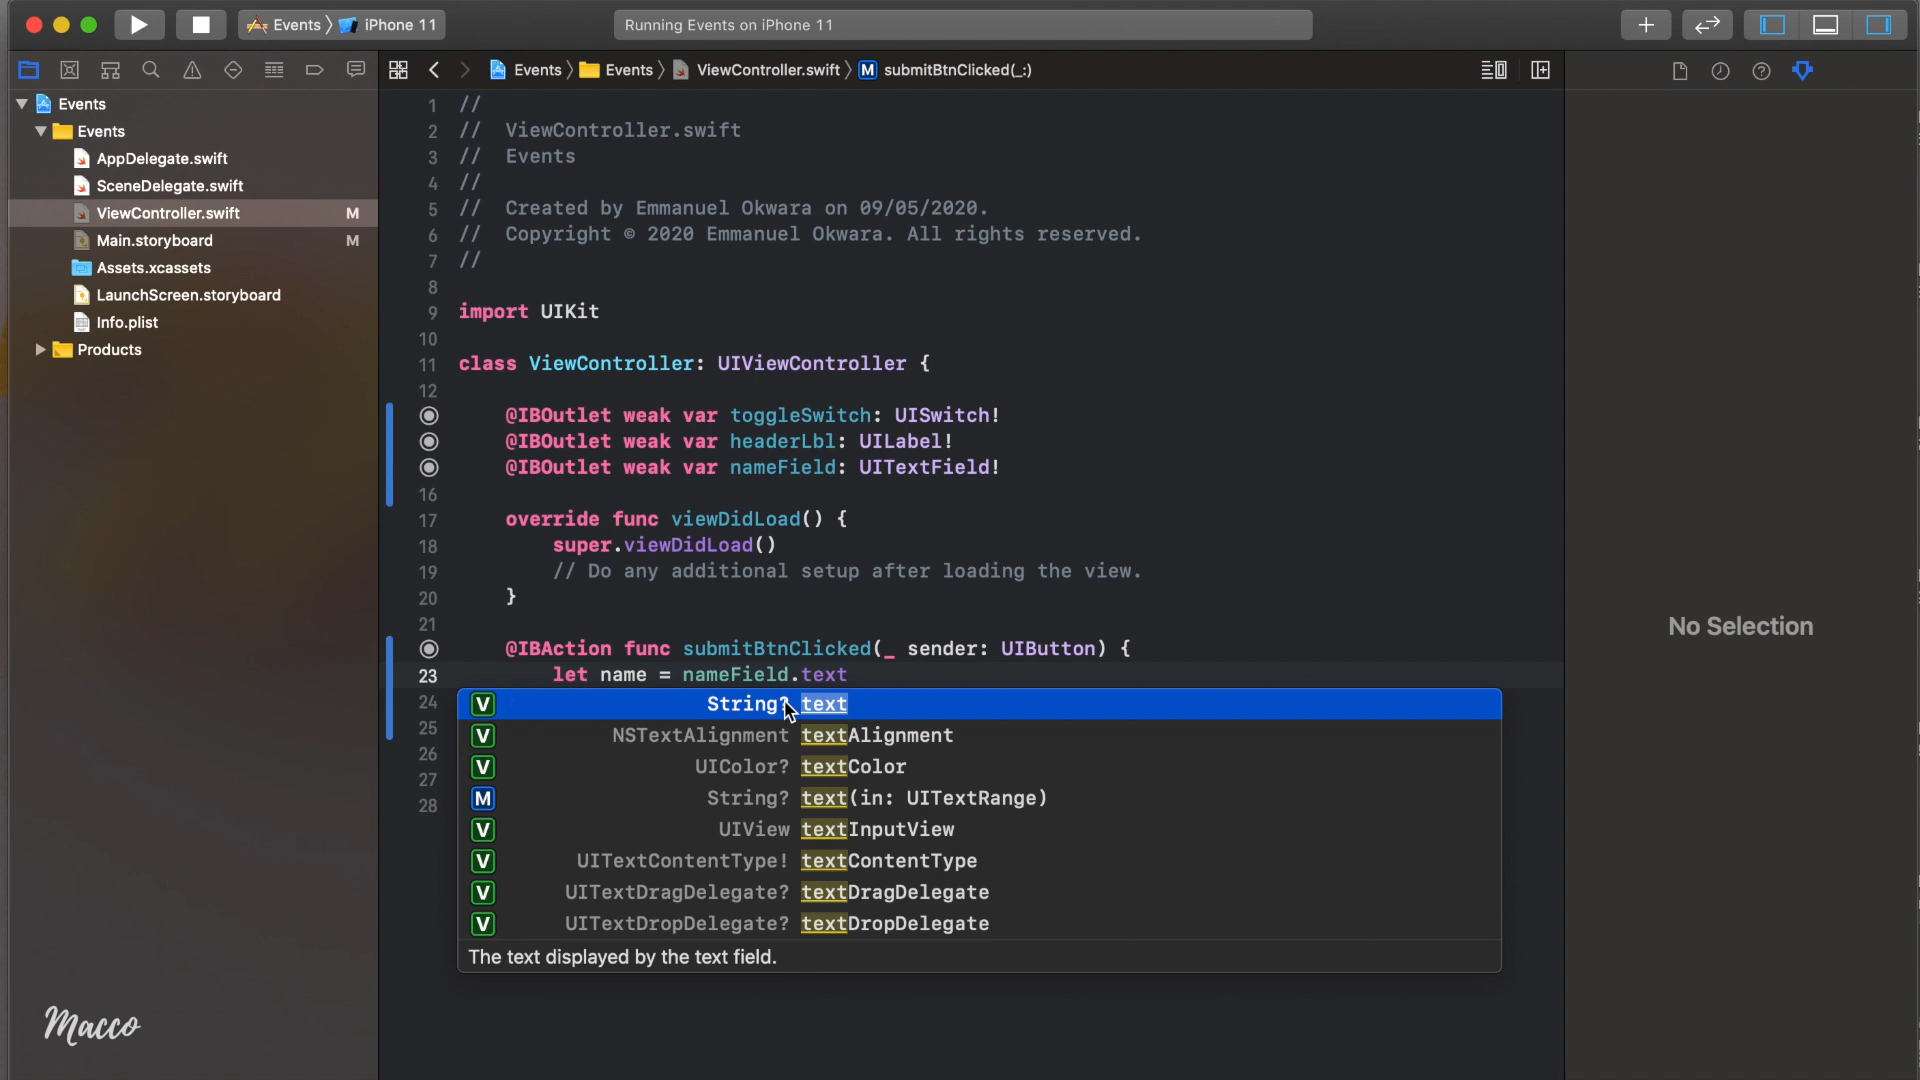 Events 〉 iPhone 11
Running Events on iPhone 11
Events 〉 Events 〉 ViewController.swift 〉 M submitBtnClicked(_:)
Events
Events
AppDelegate.swift
SceneDelegate.swift
ViewController.swift M
Main.storyboard M
Assets.xcassets
LaunchScreen.storyboard
Info.plist
Products
1 //
2 // ViewController.swift
3 // Events
4 //
5 // Created by Emmanuel Okwara on 09/05/2020.
6 // Copyright © 2020 Emmanuel Okwara. All rights reserved.
7 //
8
9 import UIKit
10
11 class ViewController: UIViewController {
12
@IBOutlet weak var toggleSwitch: UISwitch!
@IBOutlet weak var headerLbl: UILabel!
@IBOutlet weak var nameField: UITextField!
16
17 override func viewDidLoad() {
18 super.viewDidLoad()
19 // Do any additional setup after loading the view.
20 }
21
@IBAction func submitBtnClicked(_ sender: UIButton) {
23 let name = nameField.text
24
25
26
27
28
V String? text
V NSTextAlignment textAlignment
V UIColor? textColor
M String? text(in: UITextRange)
V UIView textInputView
V UITextContentType! textContentType
V UITextDragDelegate? textDragDelegate
V UITextDropDelegate? textDropDelegate
The text displayed by the text field.
No Selection
Macco